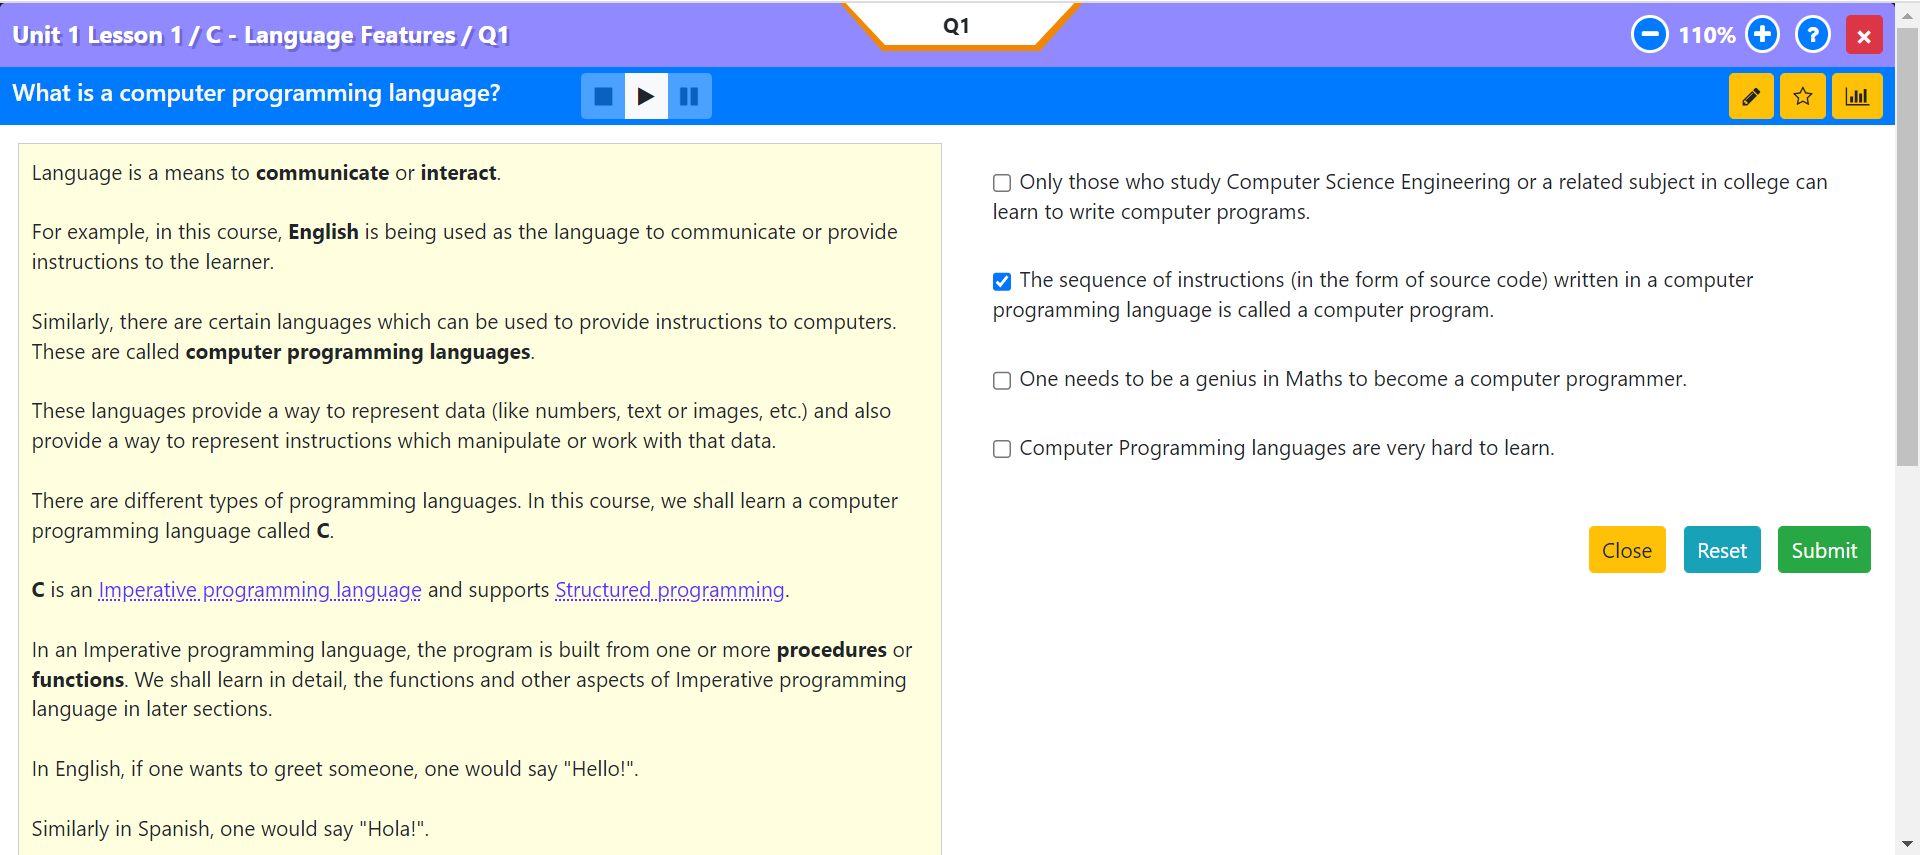 Unit 1 Lesson 1 / C - Language Features / Q1
Q1
110%
What is a computer programming language?
Language is a means to communicate or interact.
For example, in this course, English is being used as the language to communicate or provide
instructions to the learner.
Similarly, there are certain languages which can be used to provide instructions to computers.
These are called computer programming languages.
These languages provide a way to represent data (like numbers, text or images, etc.) and also
provide a way to represent instructions which manipulate or work with that data.
There are different types of programming languages. In this course, we shall learn a computer
programming language called C.
C is an Imperative programming language and supports Structured programming.
In an Imperative programming language, the program is built from one or more procedures or
functions. We shall learn in detail, the functions and other aspects of Imperative programming
language in later sections.
In English, if one wants to greet someone, one would say "Hello!".
Similarly in Spanish, one would say "Hola!".
Only those who study Computer Science Engineering or a related subject in college can
learn to write computer programs.
The sequence of instructions (in the form of source code) written in a computer
programming language is called a computer program.
One needs to be a genius in Maths to become a computer programmer.
Computer Programming languages are very hard to learn.
Close Reset Submit